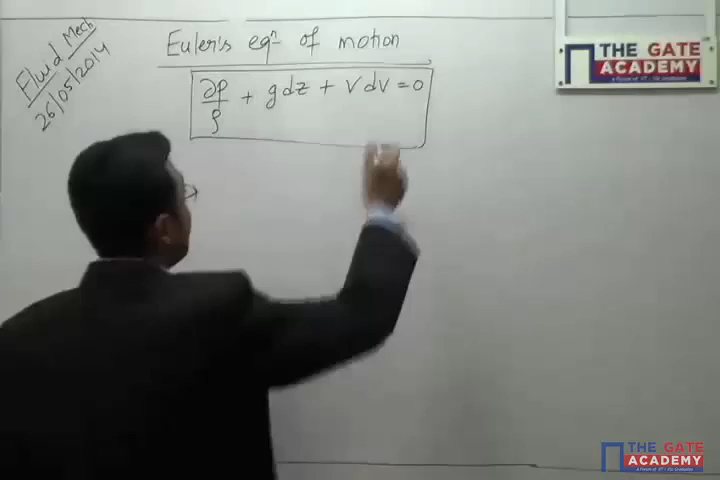 Fluid Mech
26/05/2014
Euler's eqⁿ of motion
∂p/ρ + gdz + VdV = 0
THE GATE
ACADEMY
THE GATE
ACADEMY